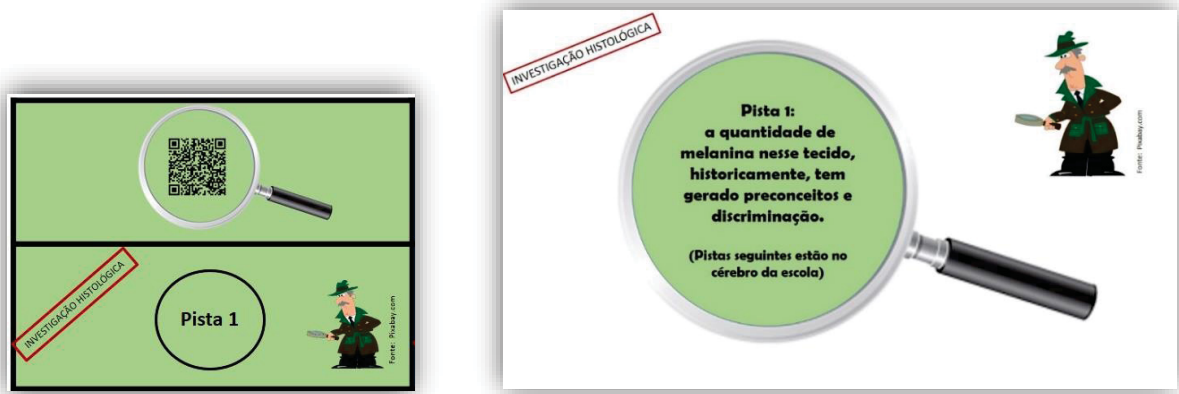 INVESTIGAÇÃO HISTOLÓGICA
Pista 1
Fonte: Pixabay.com
INVESTIGAÇÃO HISTOLÓGICA
Pista 1:
a quantidade de
melanina nesse tecido,
historicamente, tem
gerado preconceitos e
discriminação.
(Pistas seguintes estão no
cérebro da escola)
Fonte: Pixabay.com